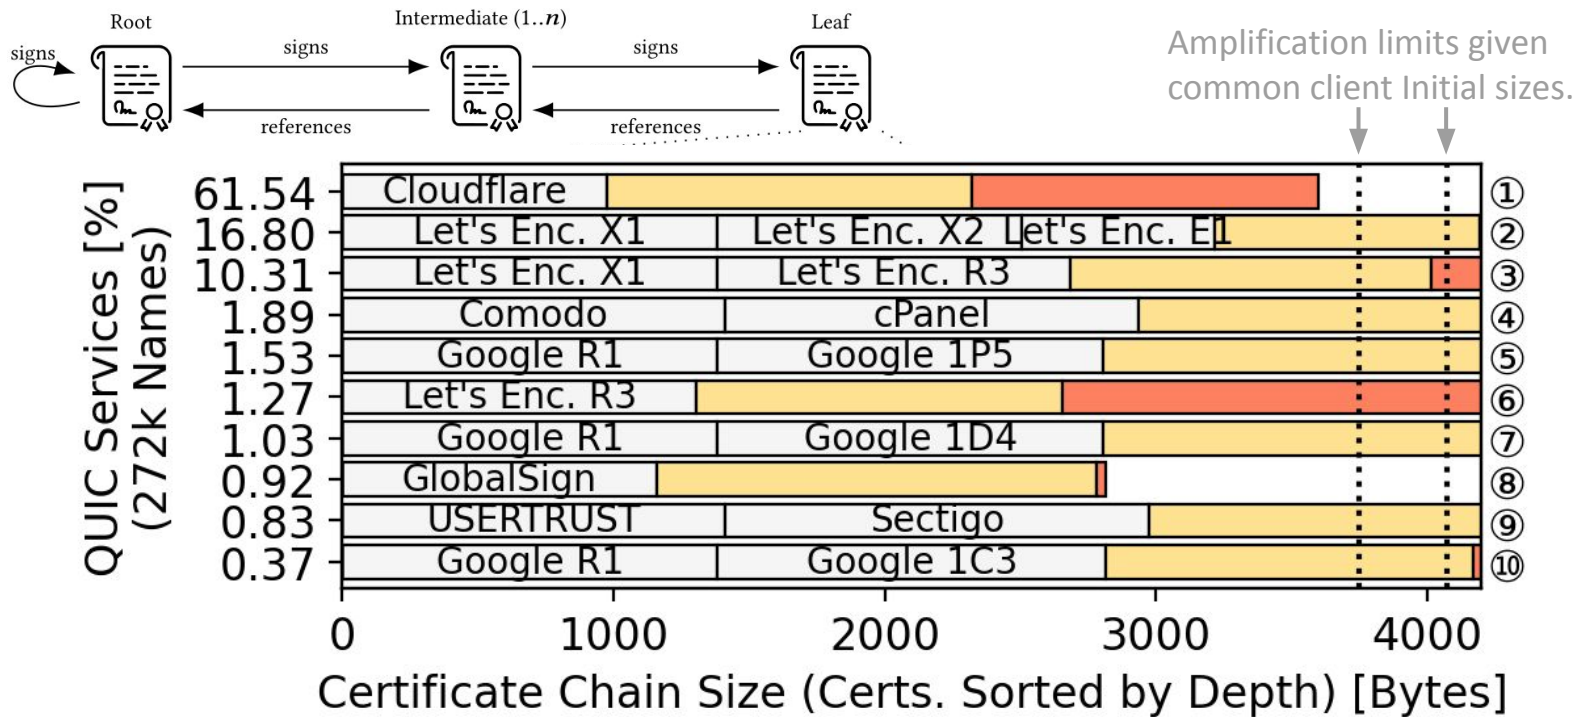 Root
Intermediate (1..n)
Leaf
signs
signs
signs
references
references
Amplification limits given
common client Initial sizes.
QUIC Services [%]
(272k Names)
61.54 Cloudflare ①
16.80 Let's Enc. X1 Let's Enc. X2 Let's Enc. E1 ②
10.31 Let's Enc. X1 Let's Enc. R3 ③
1.89 Comodo cPanel ④
1.53 Google R1 Google 1P5 ⑤
1.27 Let's Enc. R3 ⑥
1.03 Google R1 Google 1D4 ⑦
0.92 GlobalSign ⑧
0.83 USERTRUST Sectigo ⑨
0.37 Google R1 Google 1C3 ⑩
0 1000 2000 3000 4000
Certificate Chain Size (Certs. Sorted by Depth) [Bytes]